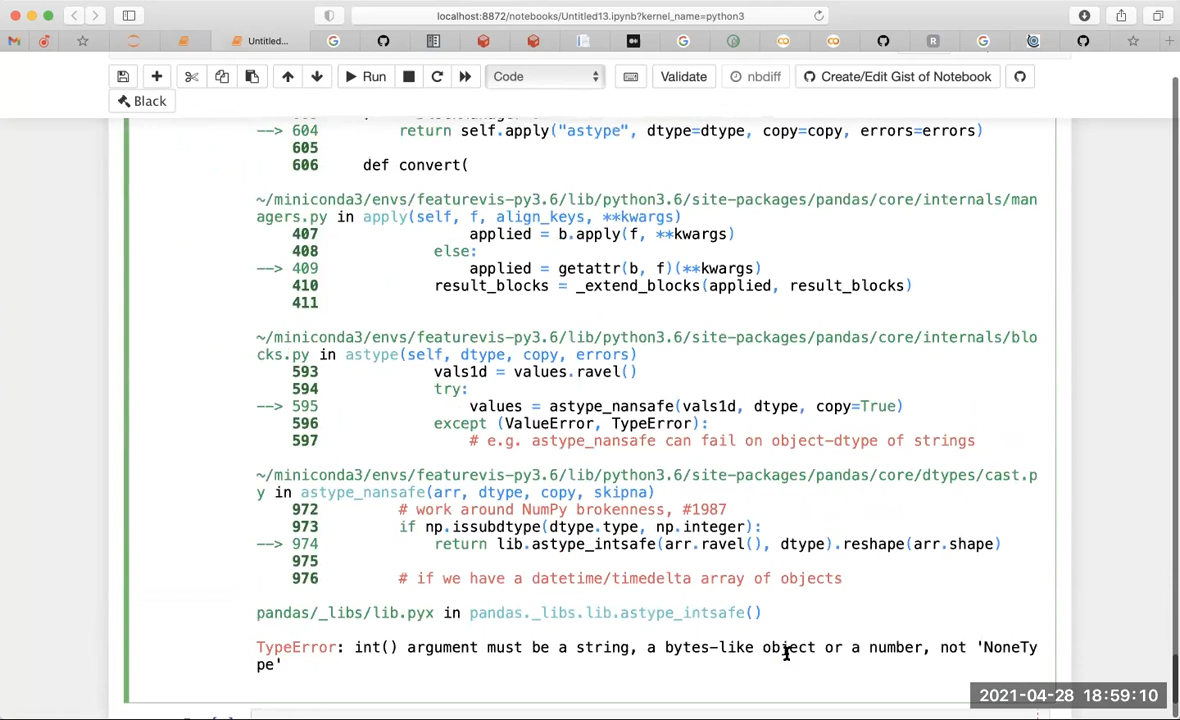 localhost:8872/notebooks/Untitled13.ipynb?kernel_name=python3
Untitled...
Run
Code
Validate
nbdiff
Create/Edit Gist of Notebook
Black
--> 604         return self.apply("astype", dtype=dtype, copy=copy, errors=errors)
605
606     def convert(
~/miniconda3/envs/featurevis-py3.6/lib/python3.6/site-packages/pandas/core/internals/man
agers.py in apply(self, f, align_keys, **kwargs)
407                 applied = b.apply(f, **kwargs)
408             else:
--> 409                 applied = getattr(b, f)(**kwargs)
410             result_blocks = _extend_blocks(applied, result_blocks)
411
~/miniconda3/envs/featurevis-py3.6/lib/python3.6/site-packages/pandas/core/internals/blo
cks.py in astype(self, dtype, copy, errors)
593             vals1d = values.ravel()
594             try:
--> 595                 values = astype_nansafe(vals1d, dtype, copy=True)
596             except (ValueError, TypeError):
597                 # e.g. astype_nansafe can fail on object-dtype of strings
~/miniconda3/envs/featurevis-py3.6/lib/python3.6/site-packages/pandas/core/dtypes/cast.p
y in astype_nansafe(arr, dtype, copy, skipna)
972         # work around NumPy brokenness, #1987
973         if np.issubdtype(dtype.type, np.integer):
--> 974             return lib.astype_intsafe(arr.ravel(), dtype).reshape(arr.shape)
975
976         # if we have a datetime/timedelta array of objects
pandas/_libs/lib.pyx in pandas._libs.lib.astype_intsafe()
TypeError: int() argument must be a string, a bytes-like object or a number, not 'NoneTy
pe'
2021-04-28 18:59:10